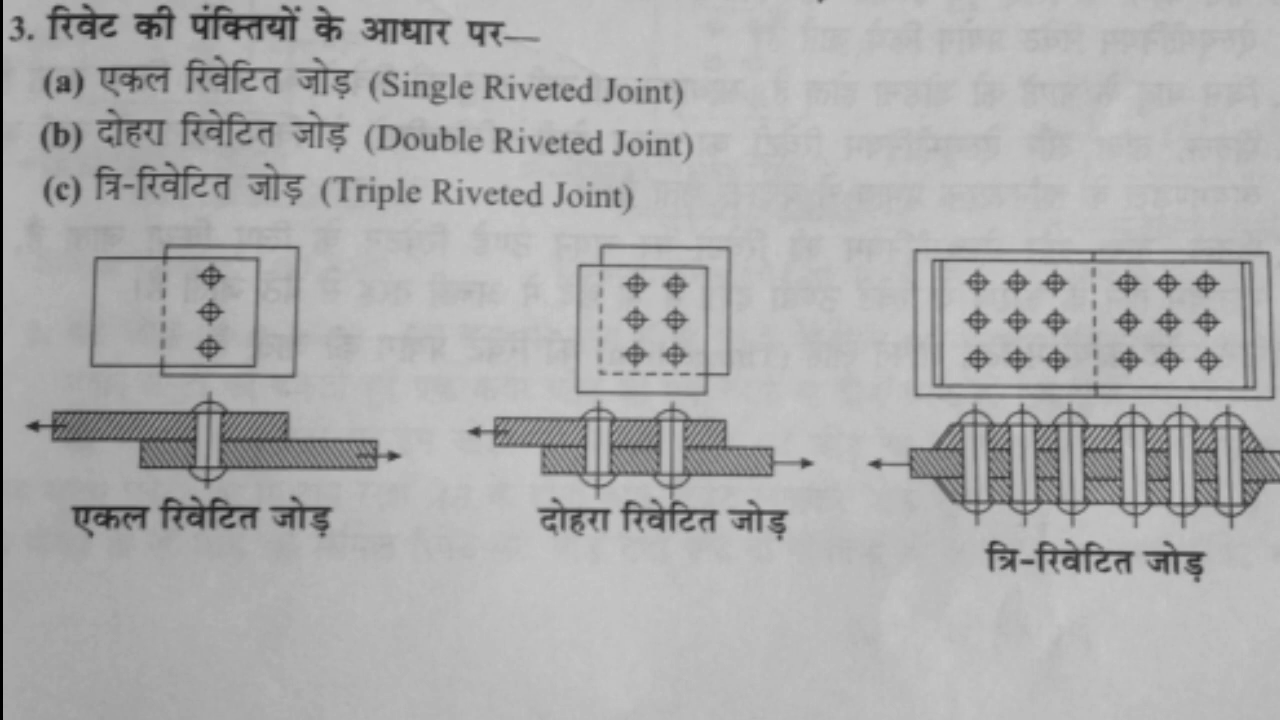 3. रिवेट की पंक्तियों के आधार पर—
(a) एकल रिवेटित जोड़ (Single Riveted Joint)
(b) दोहरा रिवेटित जोड़ (Double Riveted Joint)
(c) त्रि-रिवेटित जोड़ (Triple Riveted Joint)
एकल रिवेटित जोड़
दोहरा रिवेटित जोड़
त्रि-रिवेटित जोड़